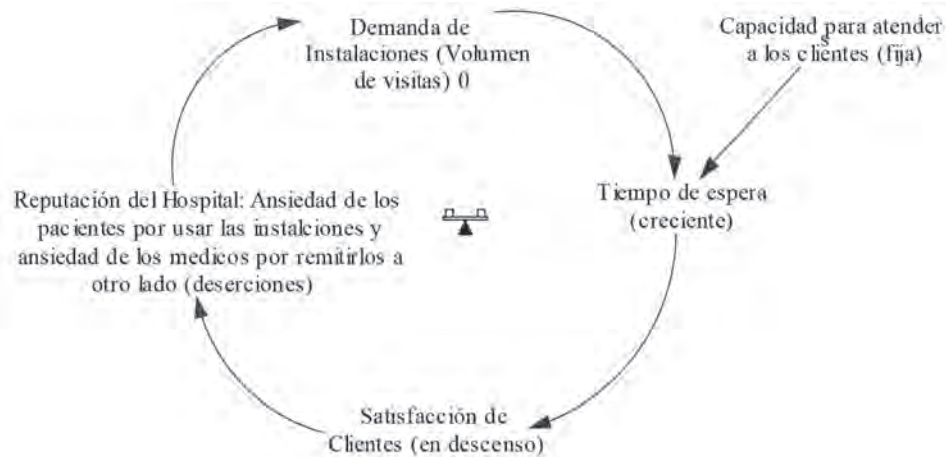 Demanda de
Instalaciones (Volumen
de visitas) 0
Capacidad para atender
s
a los clientes (fija)
Tiempo de espera
(creciente)
Reputación del Hospital: Ansiedad de los
pacientes por usar las instalciones y
ansiedad de los medicos por remitirlos a
otro lado (deserciones)
Satisfacción de
Clientes (en descenso)